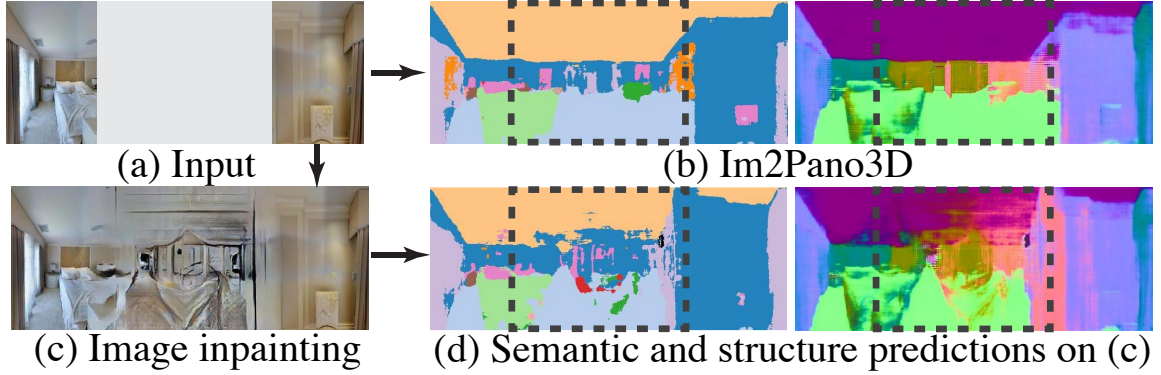 (a) Input
(b) Im2Pano3D
(c) Image inpainting
(d) Semantic and structure predictions on (c)